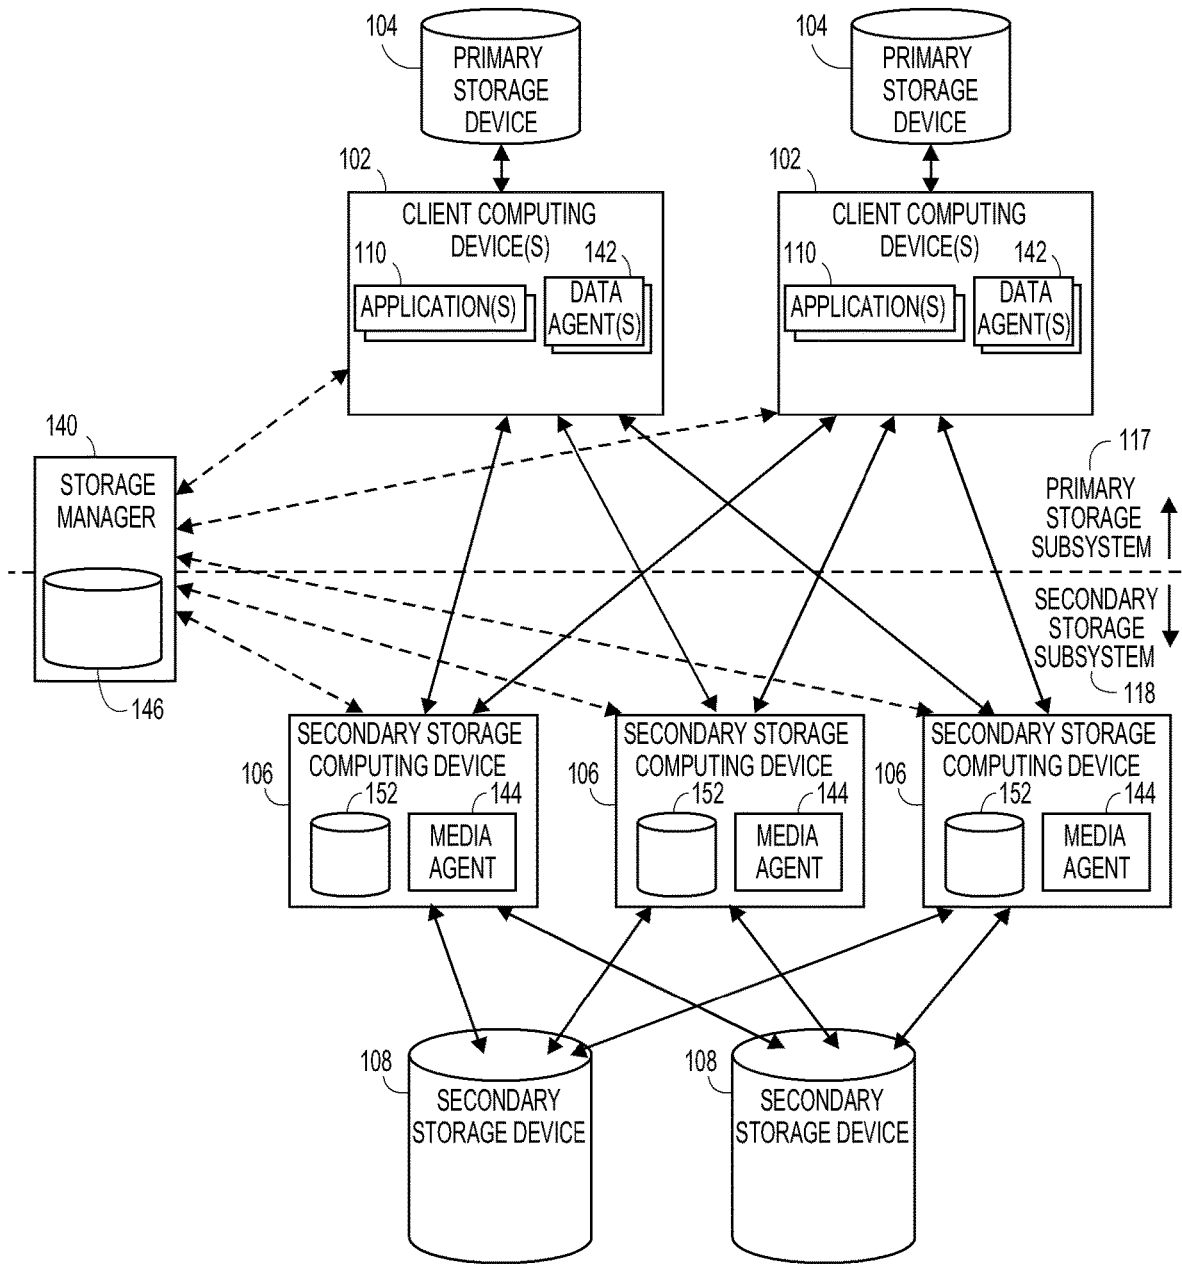 104
PRIMARY
STORAGE
DEVICE
104
PRIMARY
STORAGE
DEVICE
102
CLIENT COMPUTING
DEVICE(S)
110
142
APPLICATION(S)
DATA
AGENT(S)
102
CLIENT COMPUTING
DEVICE(S)
110
142
APPLICATION(S)
DATA
AGENT(S)
140
STORAGE
MANAGER
146
117
PRIMARY
STORAGE
SUBSYSTEM
SECONDARY
STORAGE
SUBSYSTEM
118
SECONDARY STORAGE
COMPUTING DEVICE
106
152
144
MEDIA
AGENT
SECONDARY STORAGE
COMPUTING DEVICE
106
152
144
MEDIA
AGENT
SECONDARY STORAGE
COMPUTING DEVICE
106
152
144
MEDIA
AGENT
108
SECONDARY
STORAGE DEVICE
108
SECONDARY
STORAGE DEVICE